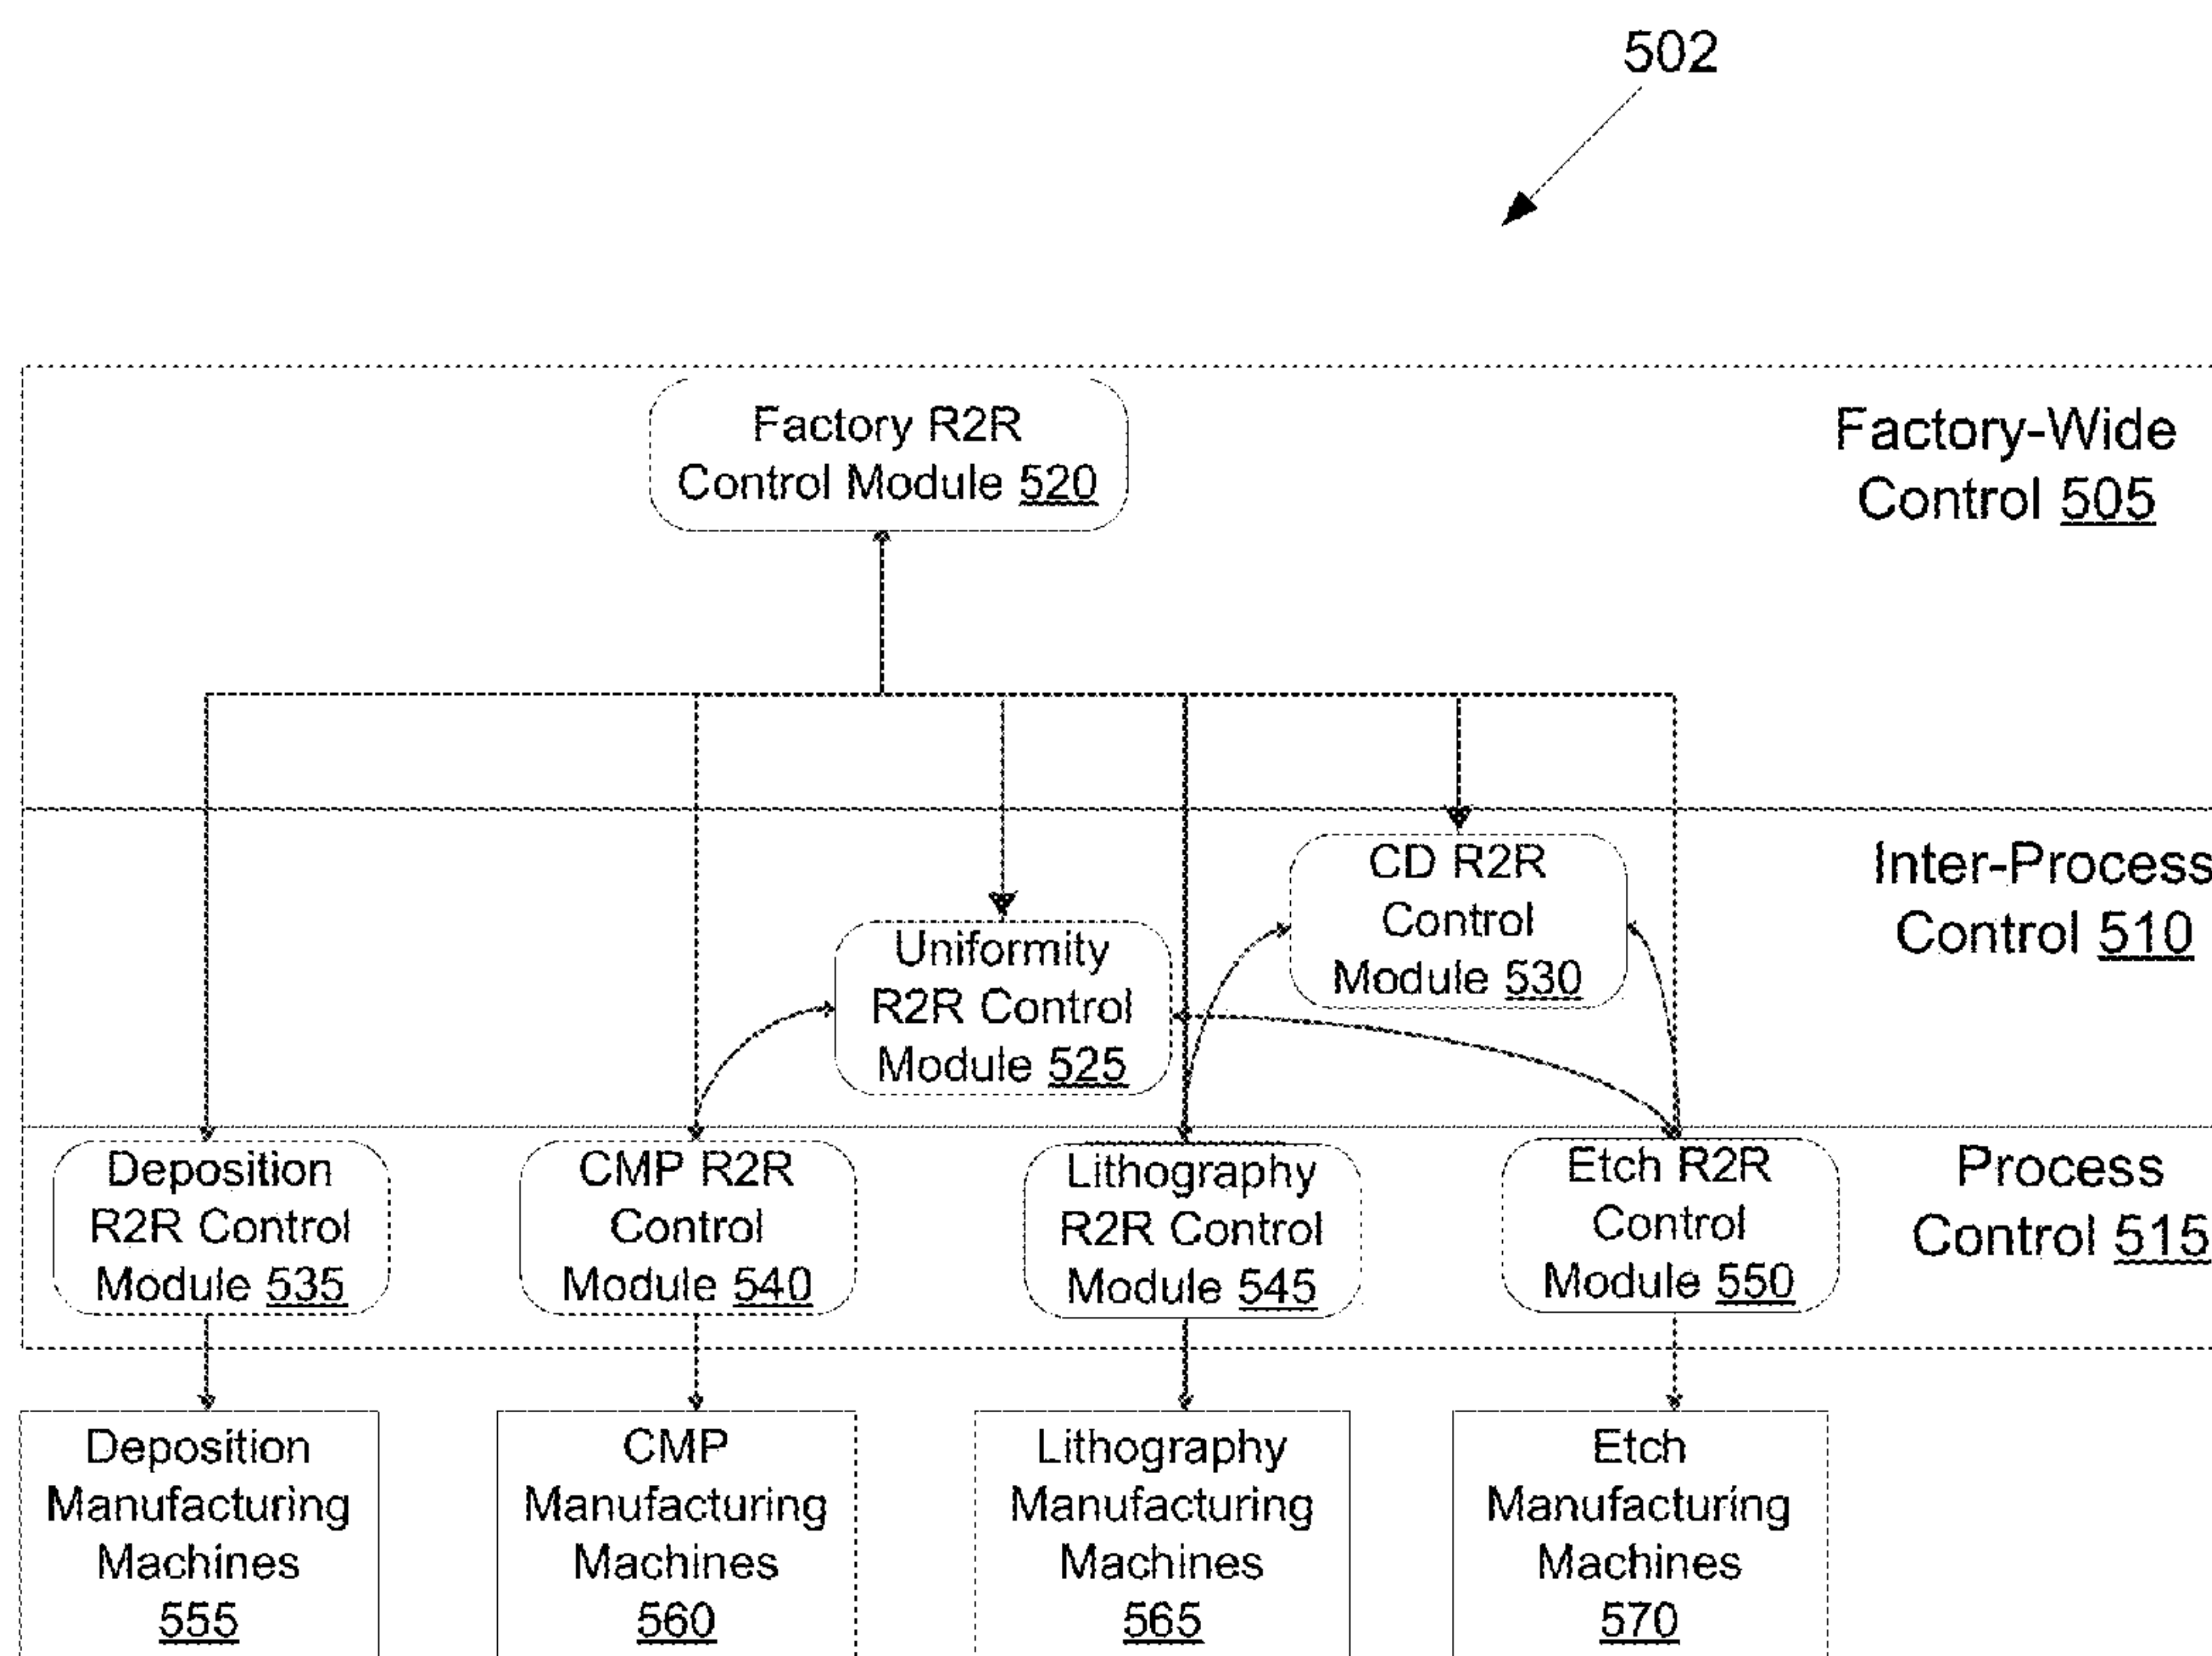 502
Factory R2R
Control Module 520
Factory-Wide
Control 505
CD R2R
Control
Module 530
Inter-Process
Control 510
Uniformity
R2R Control
Module 525
Deposition
R2R Control
Module 535
CMP R2R
Control
Module 540
Lithography
R2R Control
Module 545
Etch R2R
Control
Module 550
Process
Control 515
Deposition
Manufacturing
Machines
555
CMP
Manufacturing
Machines
560
Lithography
Manufacturing
Machines
565
Etch
Manufacturing
Machines
570